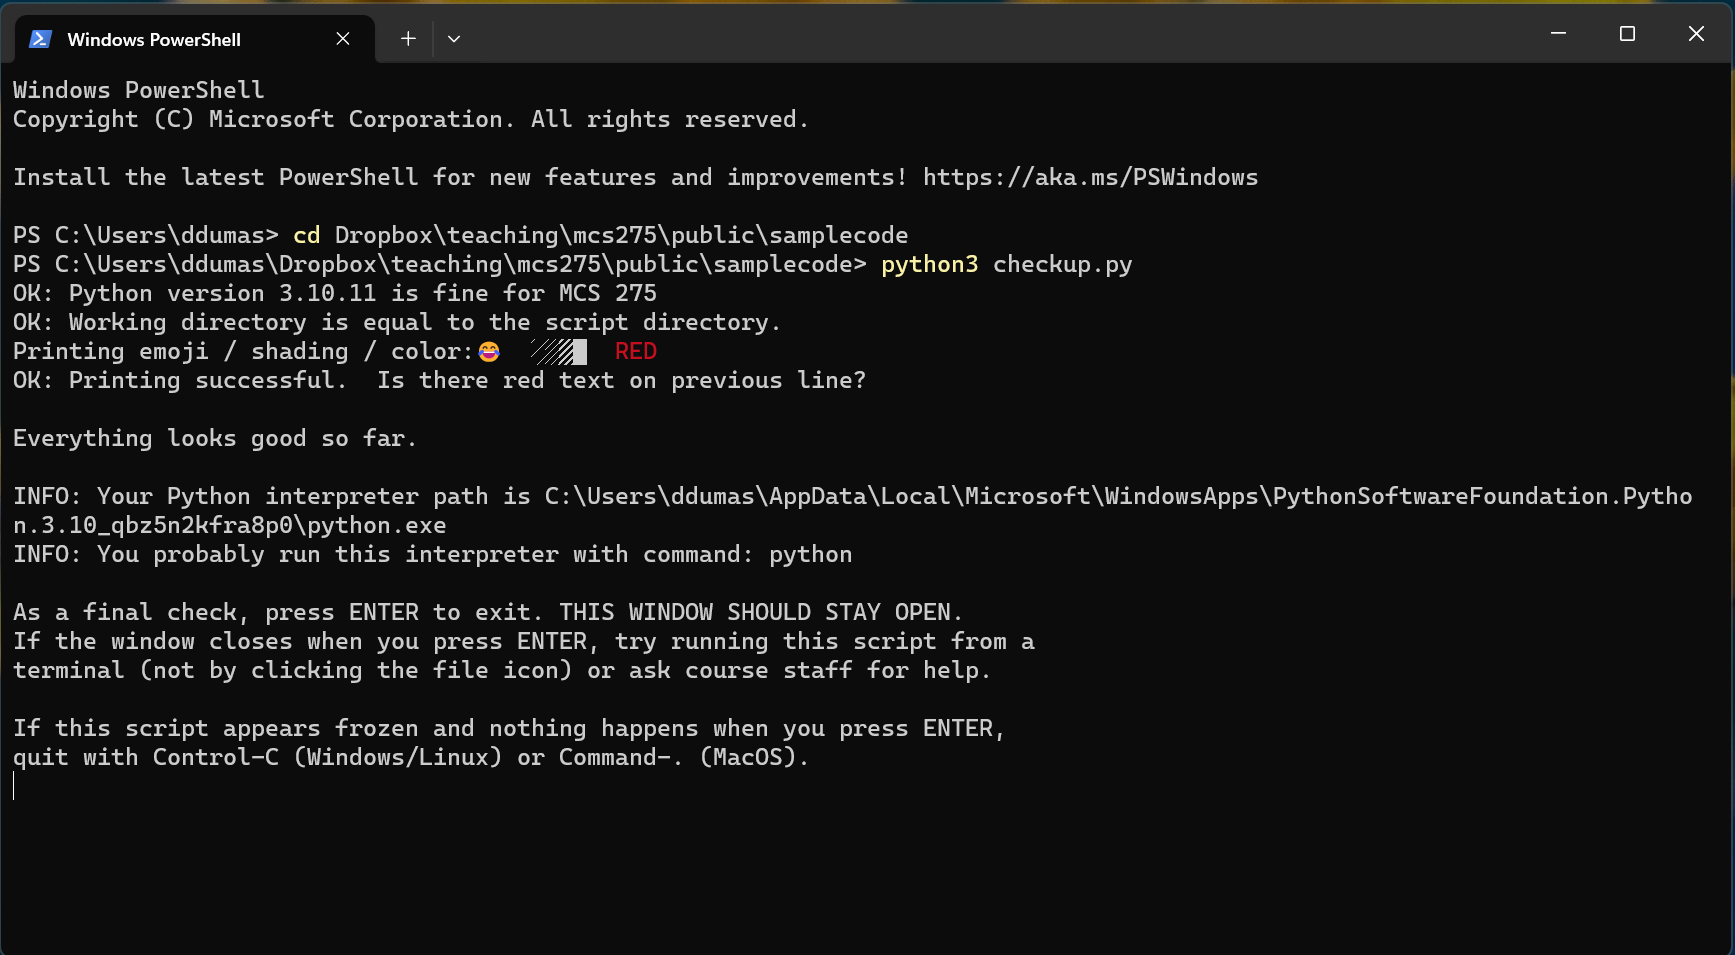 Windows PowerShell
Windows PowerShell
Copyright (C) Microsoft Corporation. All rights reserved.
Install the latest PowerShell for new features and improvements! https://aka.ms/PSWindows
PS C:\Users\ddumas> cd Dropbox\teaching\mcs275\public\samplecode
PS C:\Users\ddumas\Dropbox\teaching\mcs275\public\samplecode> python3 checkup.py
OK: Python version 3.10.11 is fine for MCS 275
OK: Working directory is equal to the script directory.
Printing emoji / shading / color:😂 ░▒▓█ RED
OK: Printing successful.  Is there red text on previous line?
Everything looks good so far.
INFO: Your Python interpreter path is C:\Users\ddumas\AppData\Local\Microsoft\WindowsApps\PythonSoftwareFoundation.Pytho
n.3.10_qbz5n2kfra8p0\python.exe
INFO: You probably run this interpreter with command: python
As a final check, press ENTER to exit. THIS WINDOW SHOULD STAY OPEN.
If the window closes when you press ENTER, try running this script from a
terminal (not by clicking the file icon) or ask course staff for help.
If this script appears frozen and nothing happens when you press ENTER,
quit with Control-C (Windows/Linux) or Command-. (MacOS).